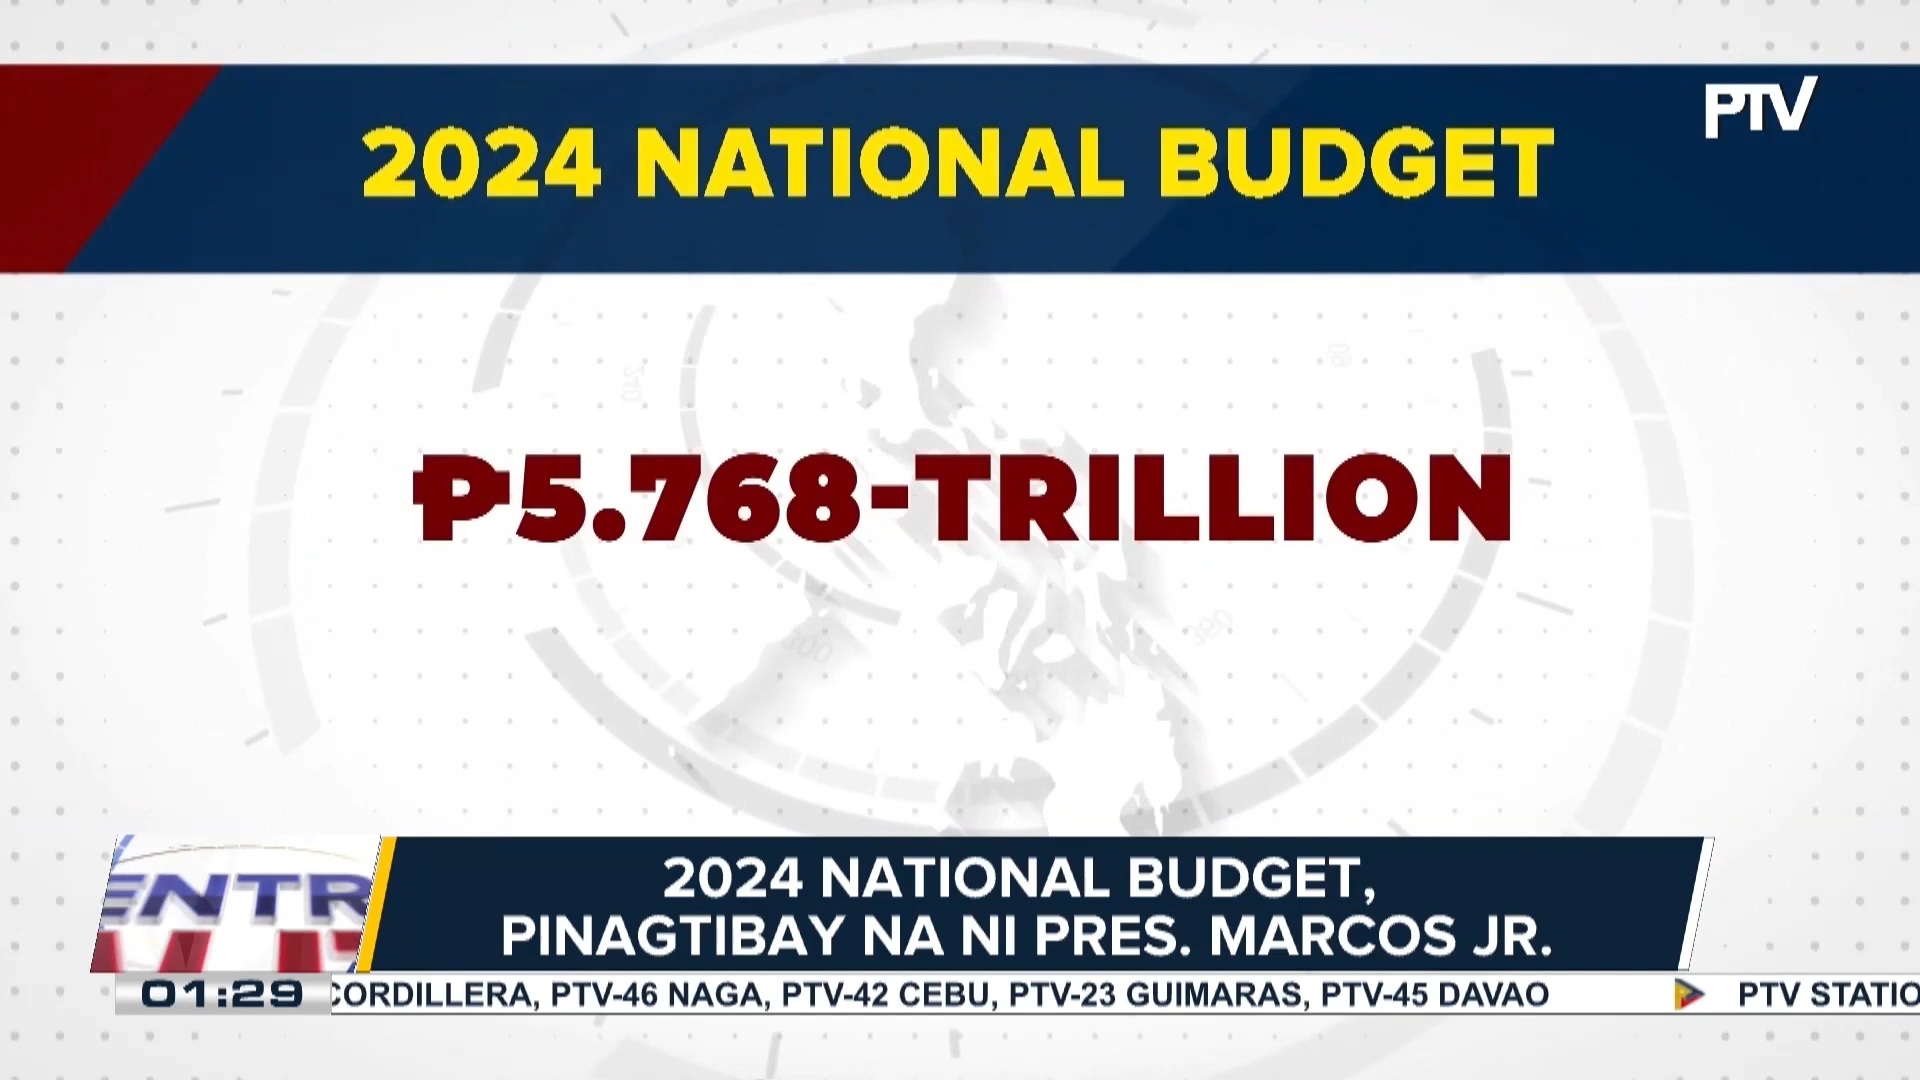 PTV
2024 NATIONAL BUDGET
₱5.768-TRILLION
2024 NATIONAL BUDGET,
PINAGTIBAY NA NI PRES. MARCOS JR.
01:29
CORDILLERA, PTV-46 NAGA, PTV-42 CEBU, PTV-23 GUIMARAS, PTV-45 DAVAO
PTV STATIO